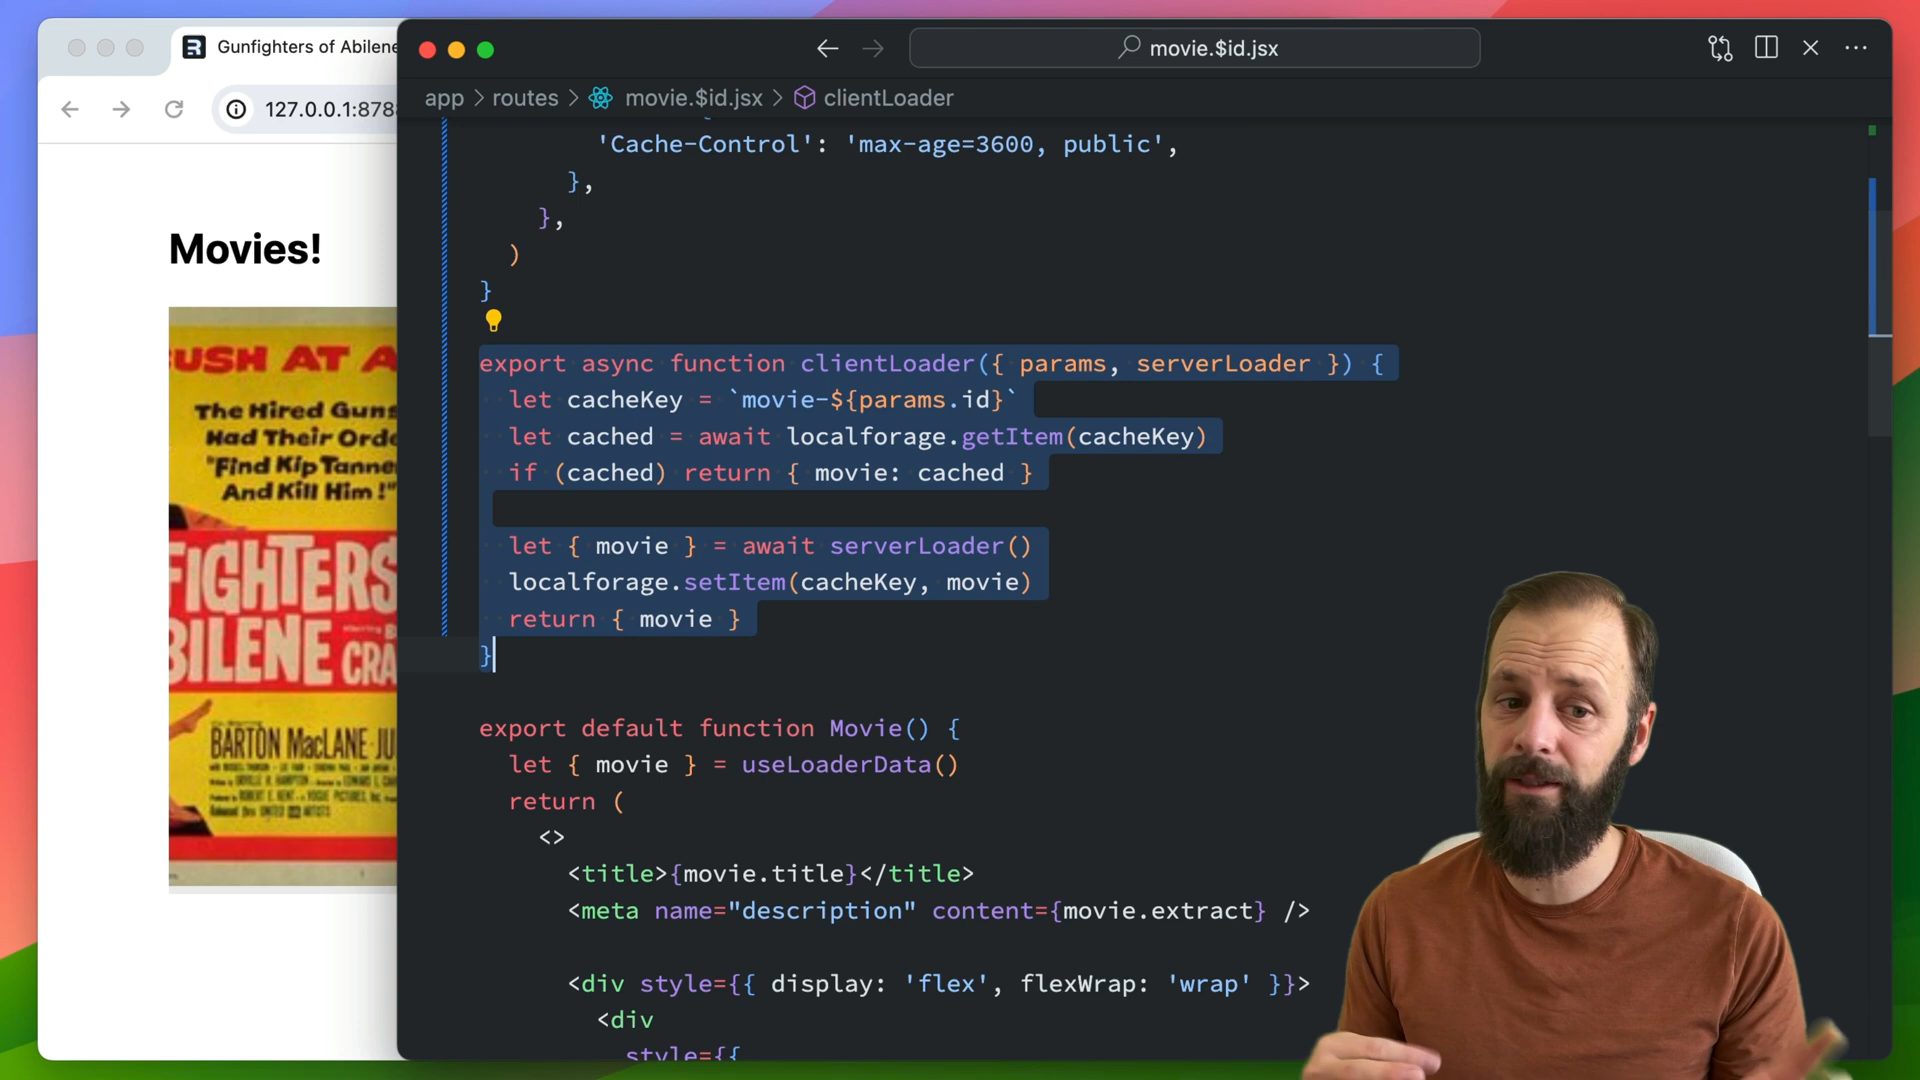 Gunfighters of Abilene
127.0.0.1:878
Movies!
USH AT A
The Hired Guns
Had Their Orde
"Find Kip Tanne
And Kill Him!"
FIGHTERS
BILENE CRA
BARTON MacLANE · JU
movie.$id.jsx
app > routes > movie.$id.jsx > clientLoader
'Cache-Control': 'max-age=3600, public',
},
},
)
}
export async function clientLoader({ params, serverLoader }) {
let cacheKey = `movie-${params.id}`
let cached = await localforage.getItem(cacheKey)
if (cached) return { movie: cached }
let { movie } = await serverLoader()
localforage.setItem(cacheKey, movie)
return { movie }
}
export default function Movie() {
let { movie } = useLoaderData()
return (
<>
<title>{movie.title}</title>
<meta name="description" content={movie.extract} />
<div style={{ display: 'flex', flexWrap: 'wrap' }}>
<div
style={{